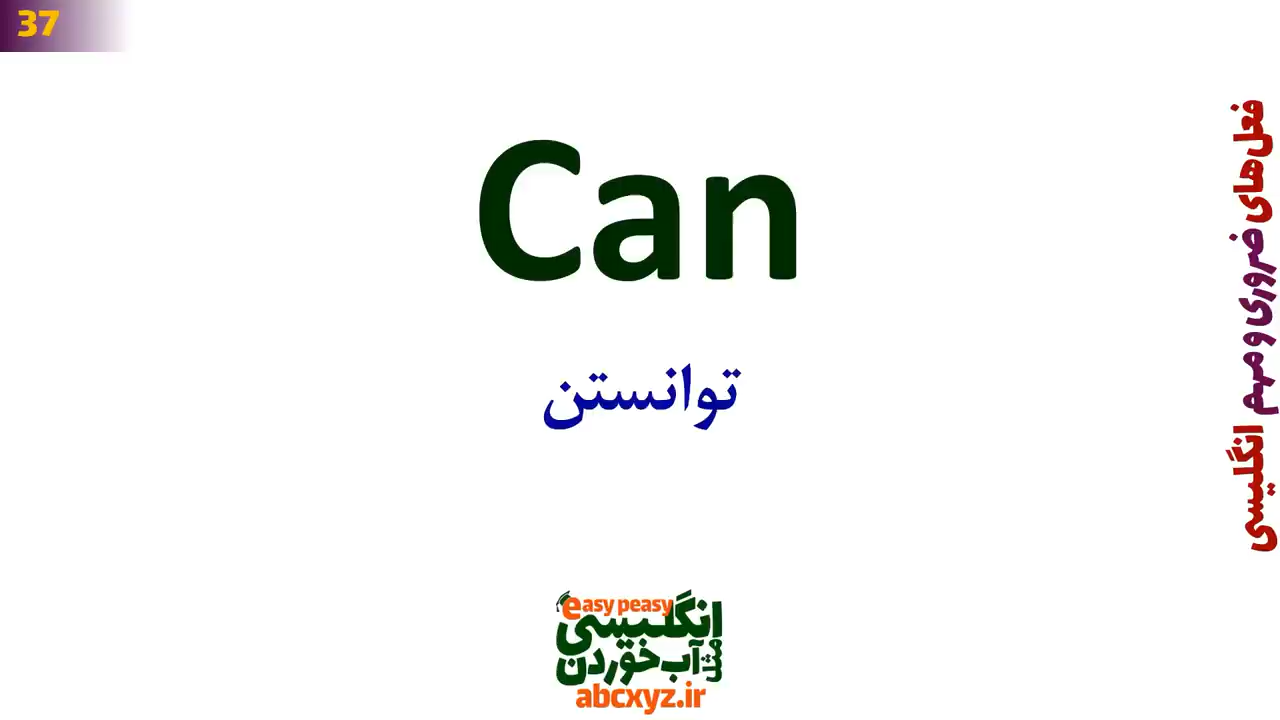 37
Can
توانستن
فعل‌های ضروری و مهم انگلیسی
easy peasy
انگلیسی
مثل
آب خوردن
abcxyz.ir